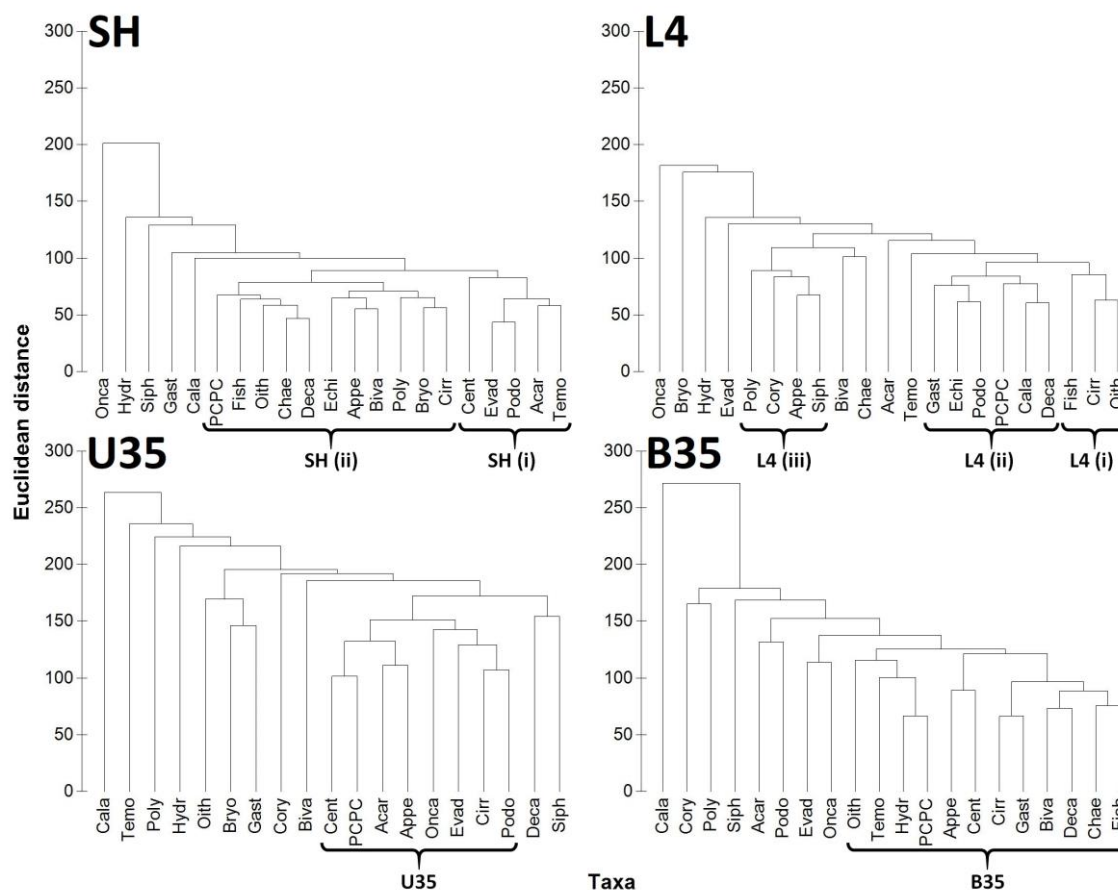 SH
L4
Euclidean distance
300
250
200
150
100
50
0
Onca Hydr Siph Gast Cala PCPC Fish Oith Chae Deca Echi Appe Biva Poly Bryo Cirr Cent Evad Podo Acar Temo
SH (ii) SH (i)
300
250
200
150
100
50
0
Onca Bryo Hydr Evad Poly Cory Appe Siph Biva Chae Acar Temo Gast Echi Podo PCPC Cala Deca Fish Cirr Oith
L4 (iii) L4 (ii) L4 (i)
U35
B35
300
250
200
150
100
50
0
Cala Temo Poly Hydr Oith Bryo Gast Cory Biva Cent PCPC Acar Appe Onca Evad Cirr Podo Deca Siph
U35
300
250
200
150
100
50
0
Cala Cory Poly Siph Acar Podo Evad Onca Oith Temo Hydr PCPC Appe Cent Cirr Gast Biva Deca Chae Fish
B35
Taxa